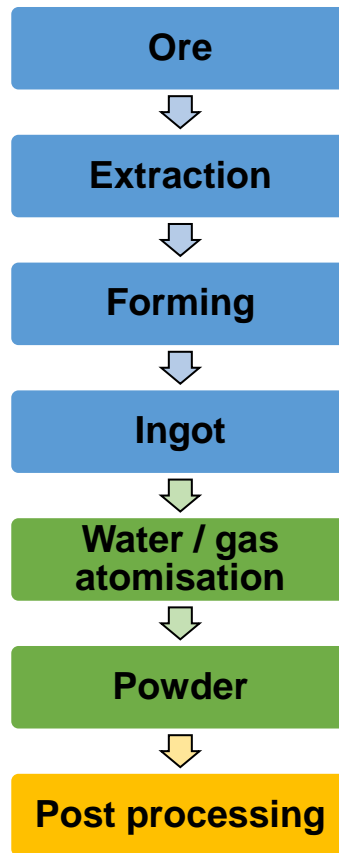 Ore
Extraction
Forming
Ingot
Water / gas
atomisation
Powder
Post processing